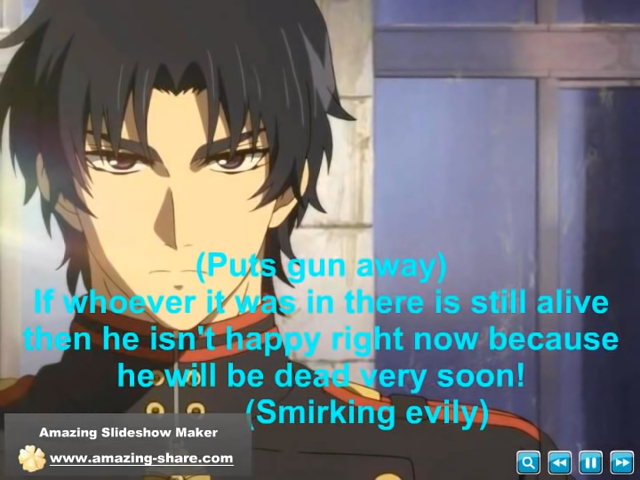 (Puts gun away)
If whoever it was in there is still alive
then he isn't happy right now because
he will be dead very soon!
(Smirking evily)
Amazing Slideshow Maker
www.amazing-share.com